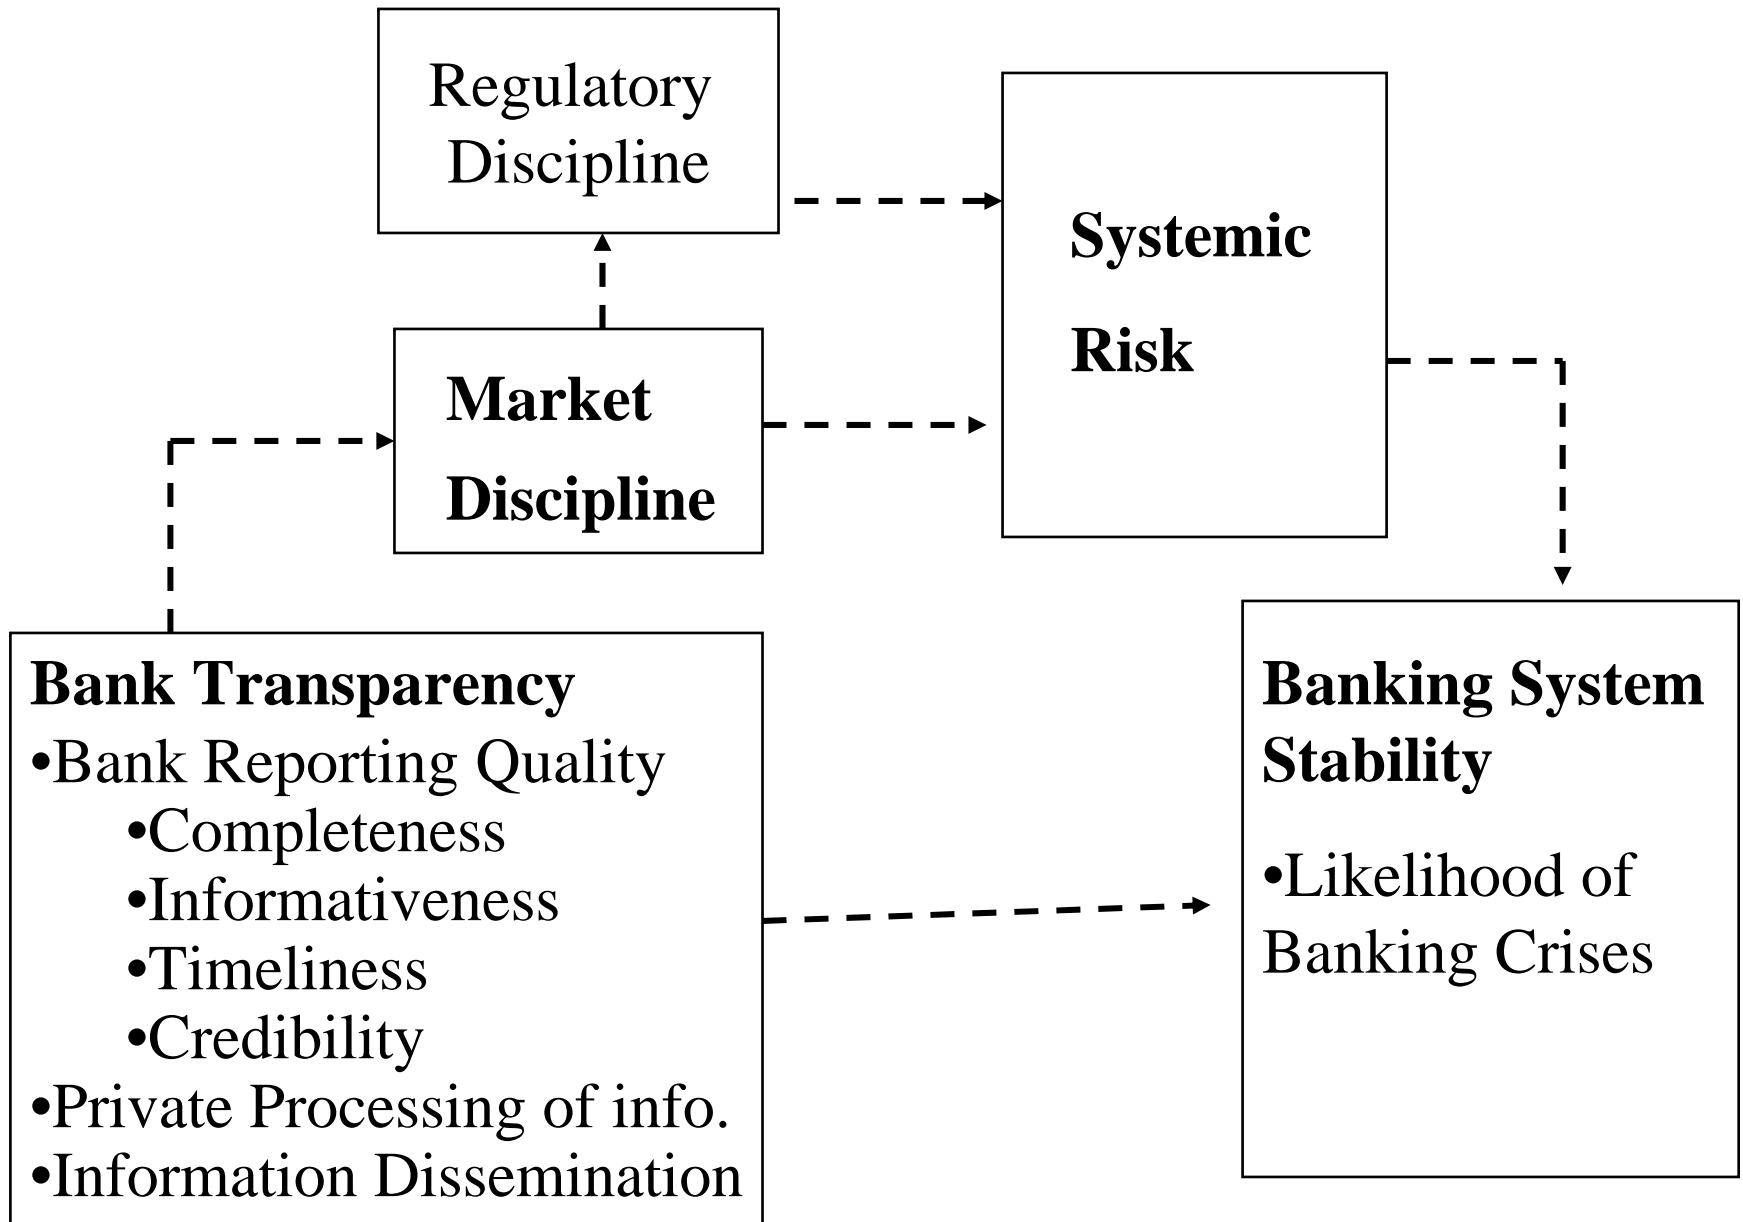 Regulatory
Discipline
Systemic
Risk
Market
Discipline
Bank Transparency
•Bank Reporting Quality
•Completeness
•Informativeness
•Timeliness
•Credibility
•Private Processing of info.
•Information Dissemination
Banking System
Stability
•Likelihood of
Banking Crises